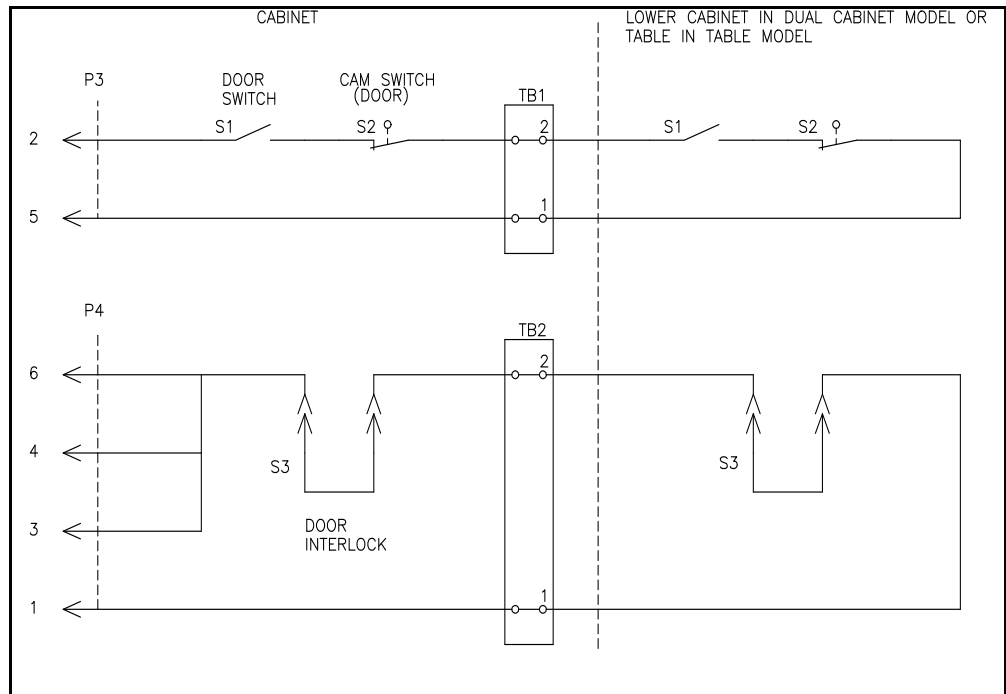 CABINET
LOWER CABINET IN DUAL CABINET MODEL OR
TABLE IN TABLE MODEL
P3
DOOR
SWITCH
CAM SWITCH
(DOOR)
TB1
2
S1
S2
2
S1
S2
5
1
P4
TB2
6
2
4
S3
S3
3
DOOR
INTERLOCK
1
1